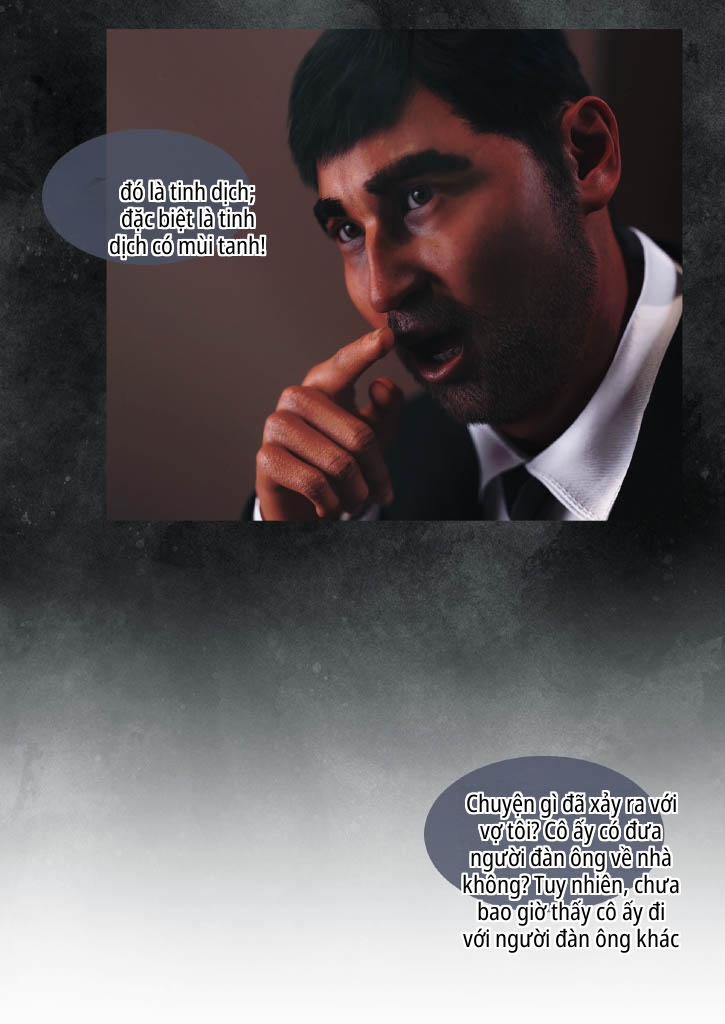 đó là tinh dịch;
đặc biệt là tinh
dịch có mùi tanh!
Chuyện gì đã xảy ra với
vợ tôi? Cô ấy có đưa
người đàn ông về nhà
không? Tuy nhiên, chưa
bao giờ thấy cô ấy đi
với người đàn ông khác